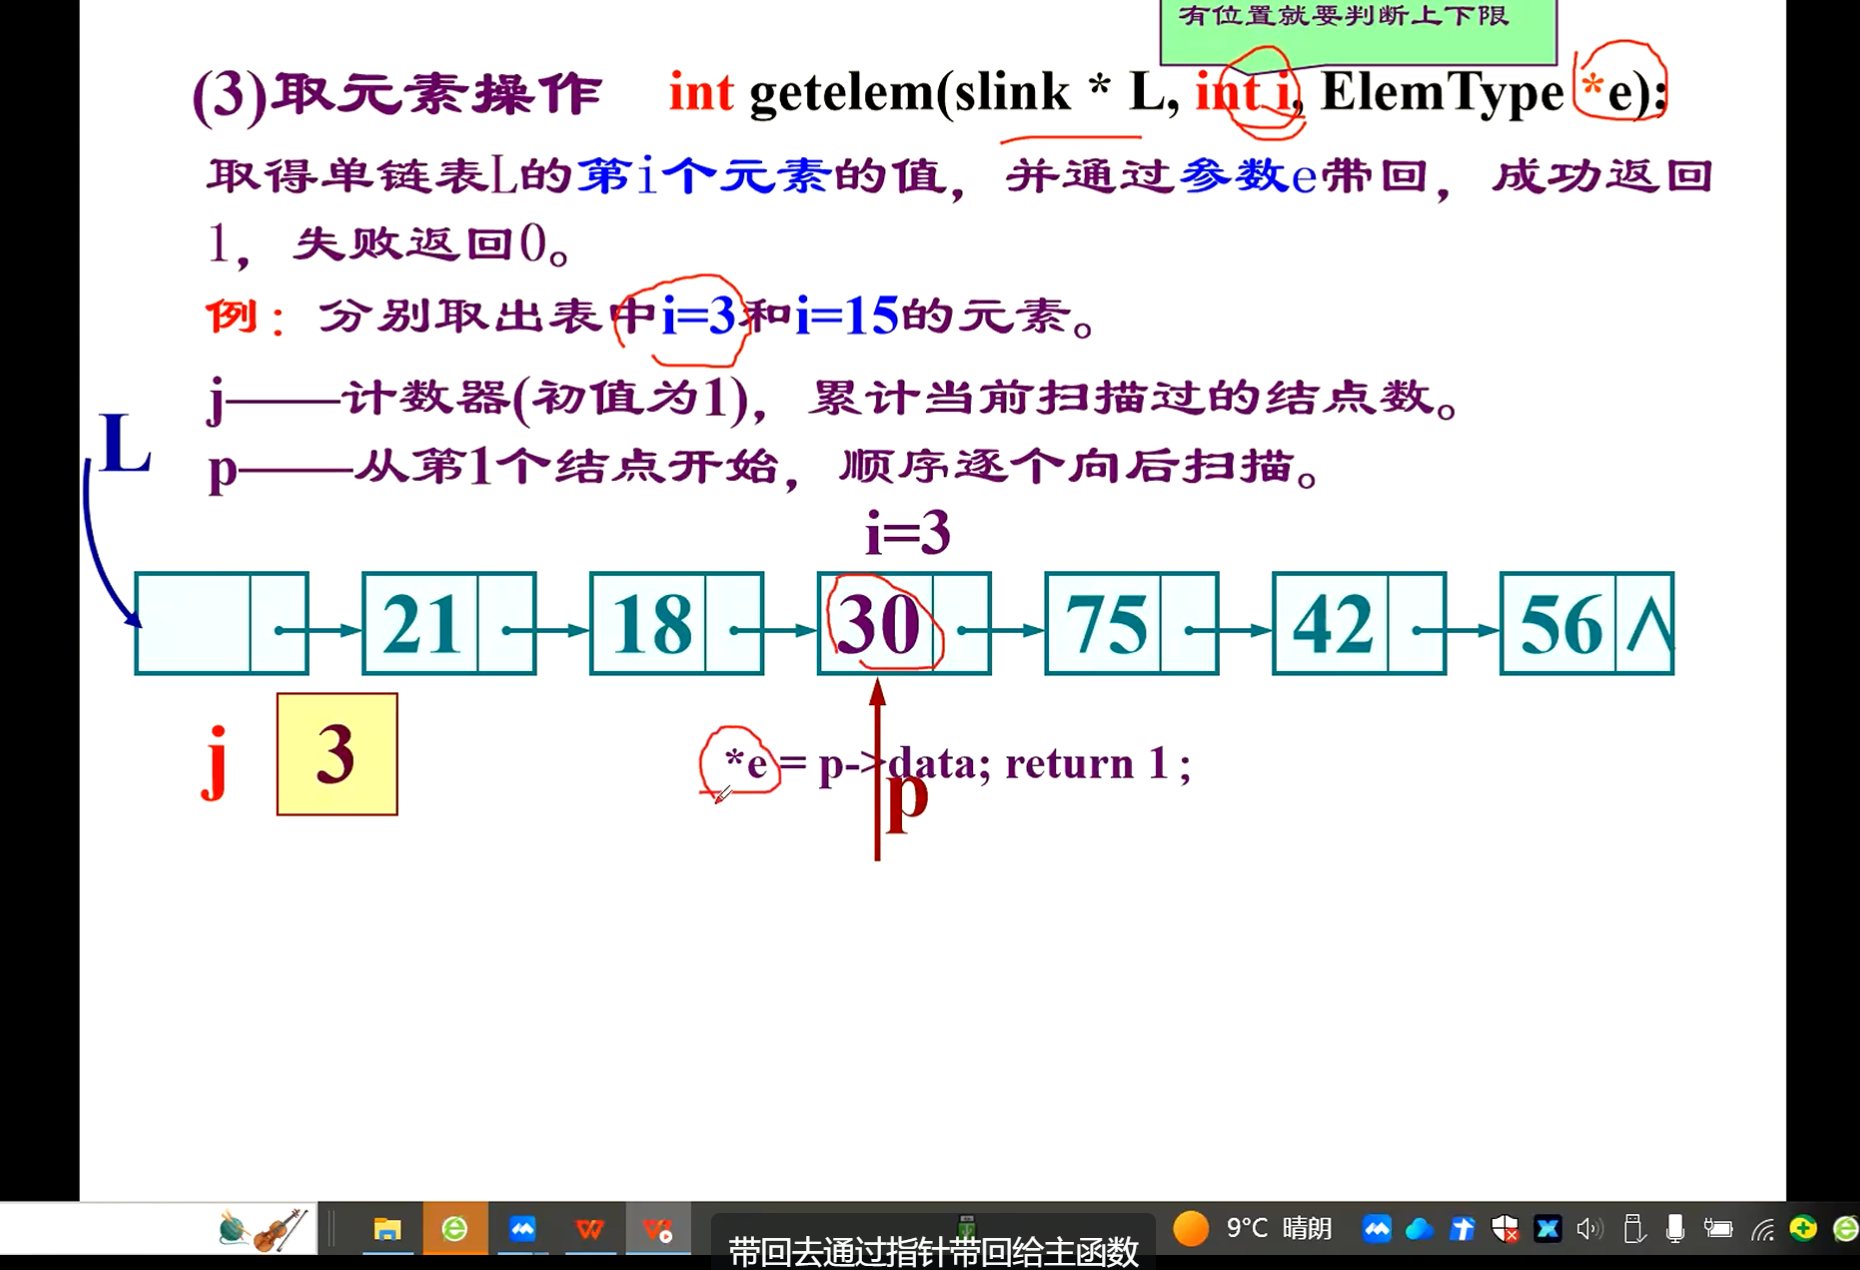 有位置就要判断上下限
(3)取元素操作 int getelem(slink * L, int i, ElemType *e):
取得单链表L的第i个元素的值，并通过参数e带回，成功返回
1，失败返回0。
例：分别取出表中i=3和i=15的元素。
j——计数器(初值为1)，累计当前扫描过的结点数。
L
p——从第1个结点开始，顺序逐个向后扫描。
i=3
21 18 30 75 42 56 ∧
j 3
*e = p->data; return 1 ;
p
9°C 晴朗
带回去通过指针带回给主函数